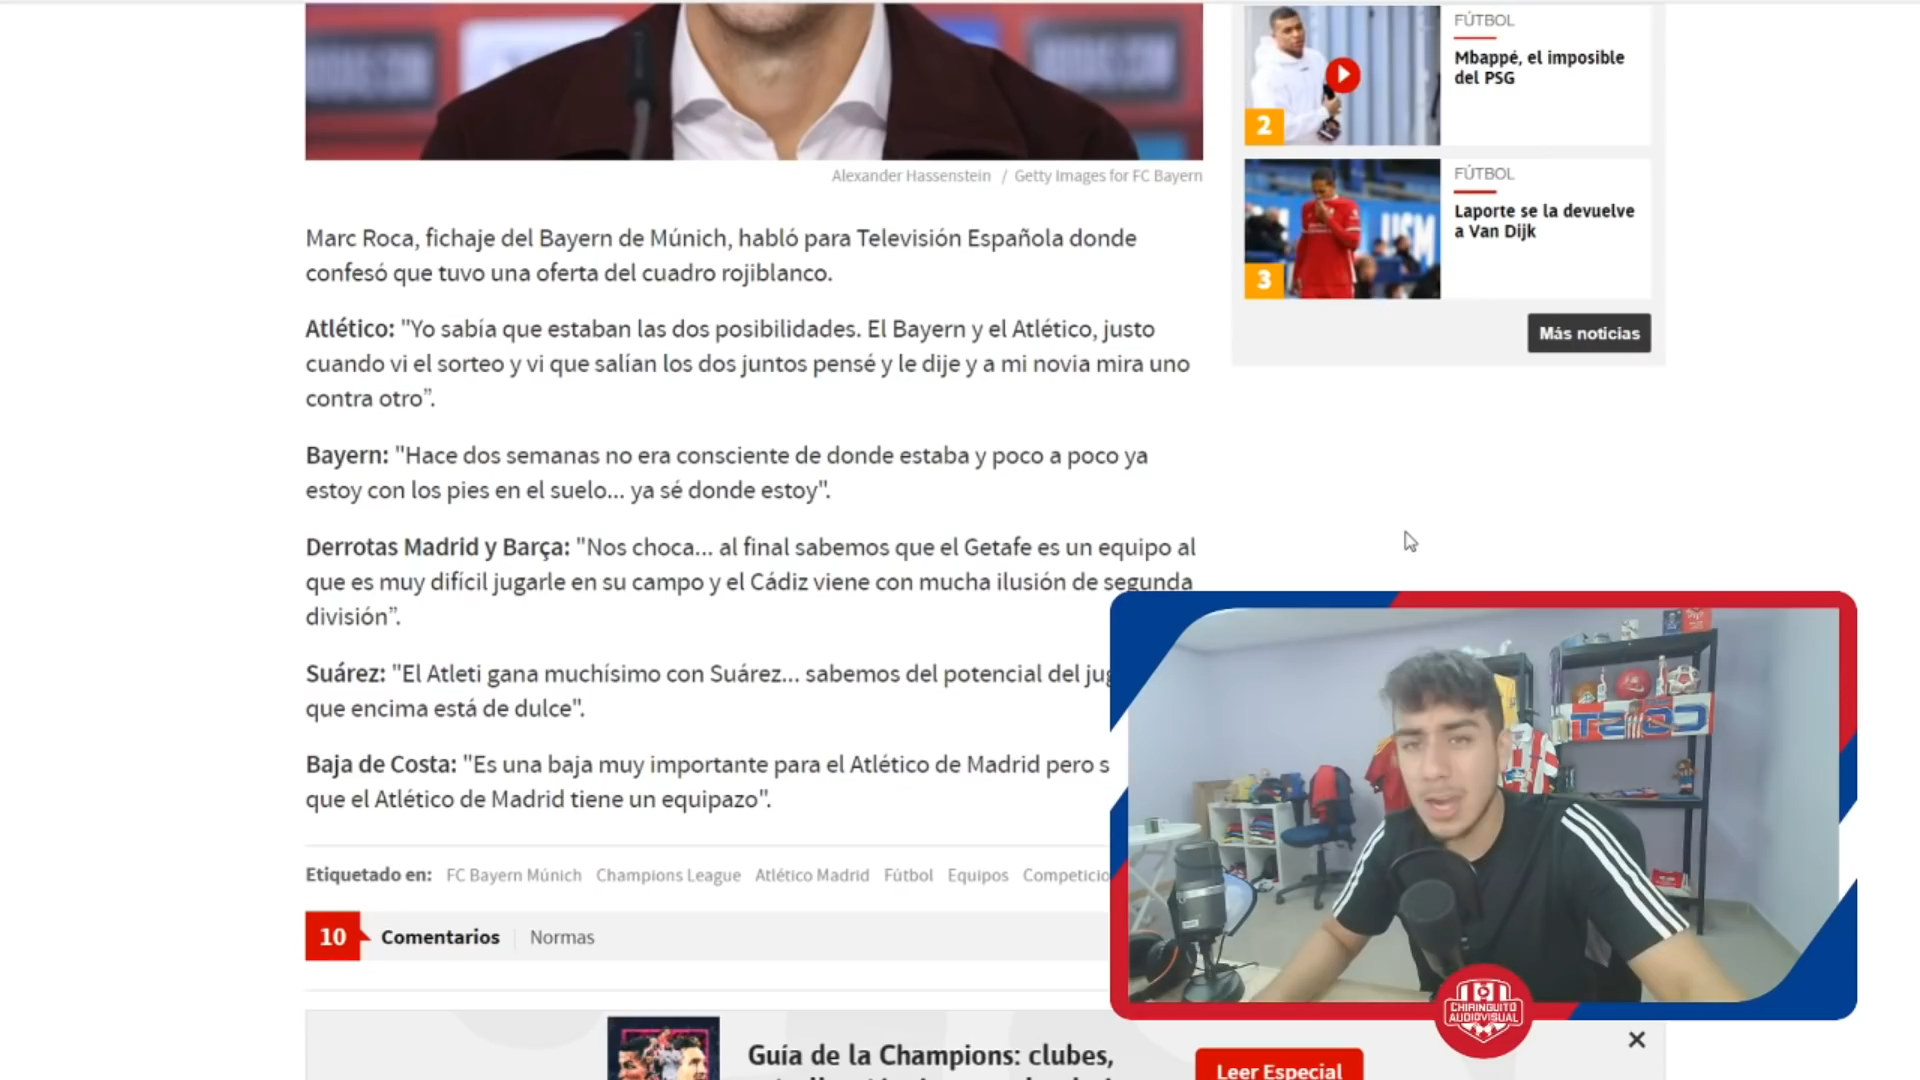 FÚTBOL
Mbappé, el imposible
del PSG
2
FÚTBOL
Laporte se la devuelve
a Van Dijk
3
Más noticias
Alexander Hassenstein / Getty Images for FC Bayern
Marc Roca, fichaje del Bayern de Múnich, habló para Televisión Española donde
confesó que tuvo una oferta del cuadro rojiblanco.
Atlético: "Yo sabía que estaban las dos posibilidades. El Bayern y el Atlético, justo
cuando vi el sorteo y vi que salían los dos juntos pensé y le dije y a mi novia mira uno
contra otro”.
Bayern: "Hace dos semanas no era consciente de donde estaba y poco a poco ya
estoy con los pies en el suelo... ya sé donde estoy".
Derrotas Madrid y Barça: "Nos choca... al final sabemos que el Getafe es un equipo al
que es muy difícil jugarle en su campo y el Cádiz viene con mucha ilusión de segunda
división”.
Suárez: "El Atleti gana muchísimo con Suárez... sabemos del potencial del
que encima está de dulce".
Baja de Costa: "Es una baja muy importante para el Atlético de Madrid pero s
que el Atlético de Madrid tiene un equipazo".
Etiquetado en: FC Bayern Múnich Champions League Atlético Madrid Fútbol Equipos Competicio
10 Comentarios Normas
CHIRINGUITO
AUDIOVISUAL
Guía de la Champions: clubes,
Leer Especial